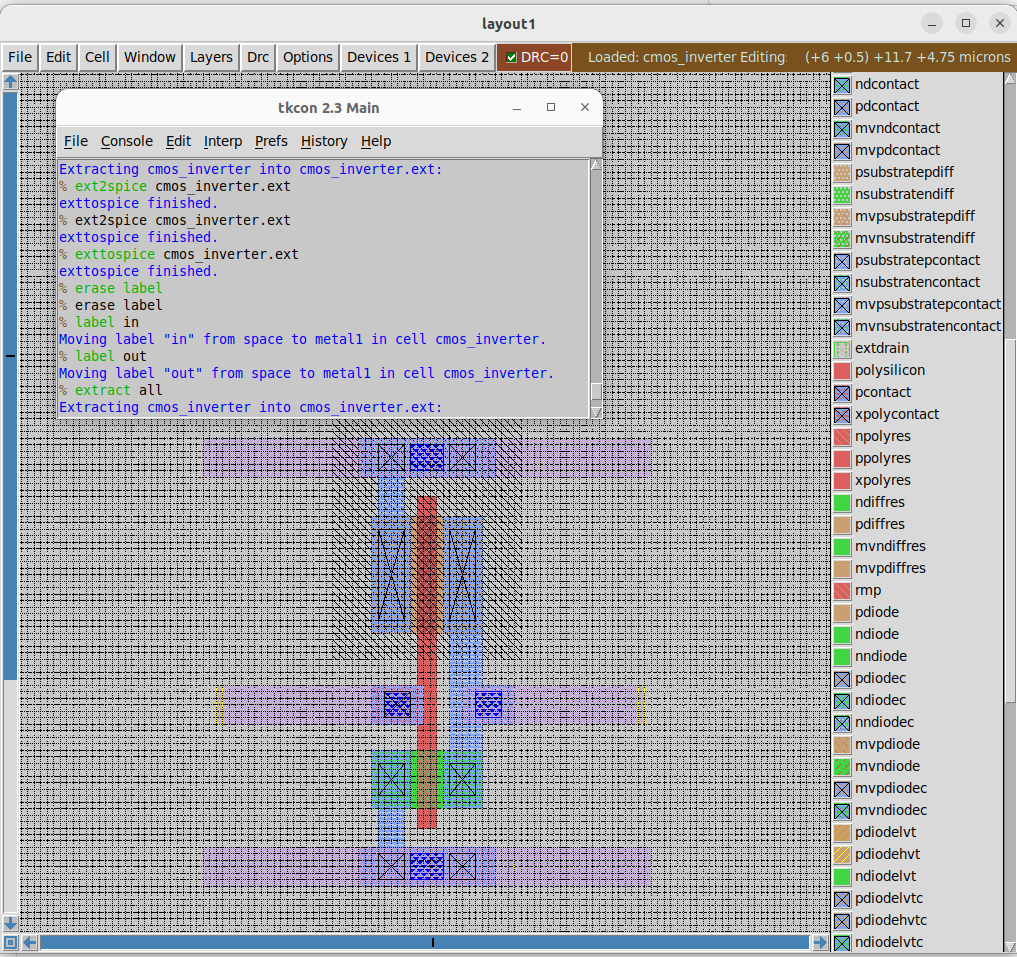 layout1
File Edit Cell Window Layers Drc Options Devices 1 Devices 2 DRC=0 Loaded: cmos_inverter Editing: (+6 +0.5) +11.7 +4.75 microns
tkcon 2.3 Main
File Console Edit Interp Prefs History Help
Extracting cmos_inverter into cmos_inverter.ext:
% ext2spice cmos_inverter.ext
exttospice finished.
% ext2spice cmos_inverter.ext
exttospice finished.
% exttospice cmos_inverter.ext
exttospice finished.
% erase label
% erase label
% label in
Moving label "in" from space to metal1 in cell cmos_inverter.
% label out
Moving label "out" from space to metal1 in cell cmos_inverter.
% extract all
Extracting cmos_inverter into cmos_inverter.ext:
ndcontact
pdcontact
mvndcontact
mvpdcontact
psubstratepdiff
nsubstratendiff
mvpsubstratepdiff
mvnsubstratendiff
psubstratepcontact
nsubstratencontact
mvpsubstratepcontact
mvnsubstratencontact
extdrain
polysilicon
pcontact
xpolycontact
npolyres
ppolyres
xpolyres
ndiffres
pdiffres
mvndiffres
mvpdiffres
rmp
pdiode
ndiode
nndiode
pdiodec
ndiodec
nndiodec
mvpdiode
mvndiode
mvpdiodec
mvndiodec
pdiodelvt
pdiodehvt
ndiodelvt
pdiodelvtc
pdiodehvtc
ndiodelvtc